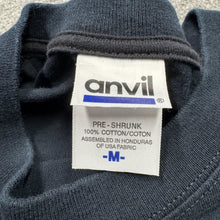 anvil®
PRE-SHRUNK
100% COTTON/COTON
ASSEMBLED IN HONDURAS
OF USA FABRIC
-M-